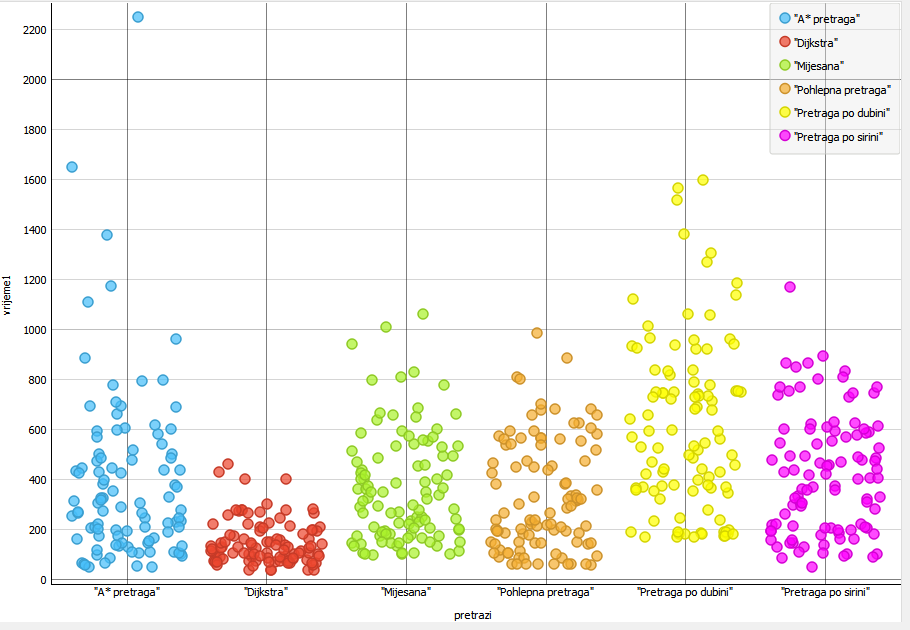 2200
2000
1800
1600
1400
1200
1000
800
600
400
200
0
vrijeme1
"A* pretraga"
"Dijkstra"
"Mijesana"
"Pohlepna pretraga"
"Pretraga po dubini"
"Pretraga po sirini"
"A* pretraga"
"Dijkstra"
"Mijesana"
"Pohlepna pretraga"
"Pretraga po dubini"
"Pretraga po sirini"
pretrazi